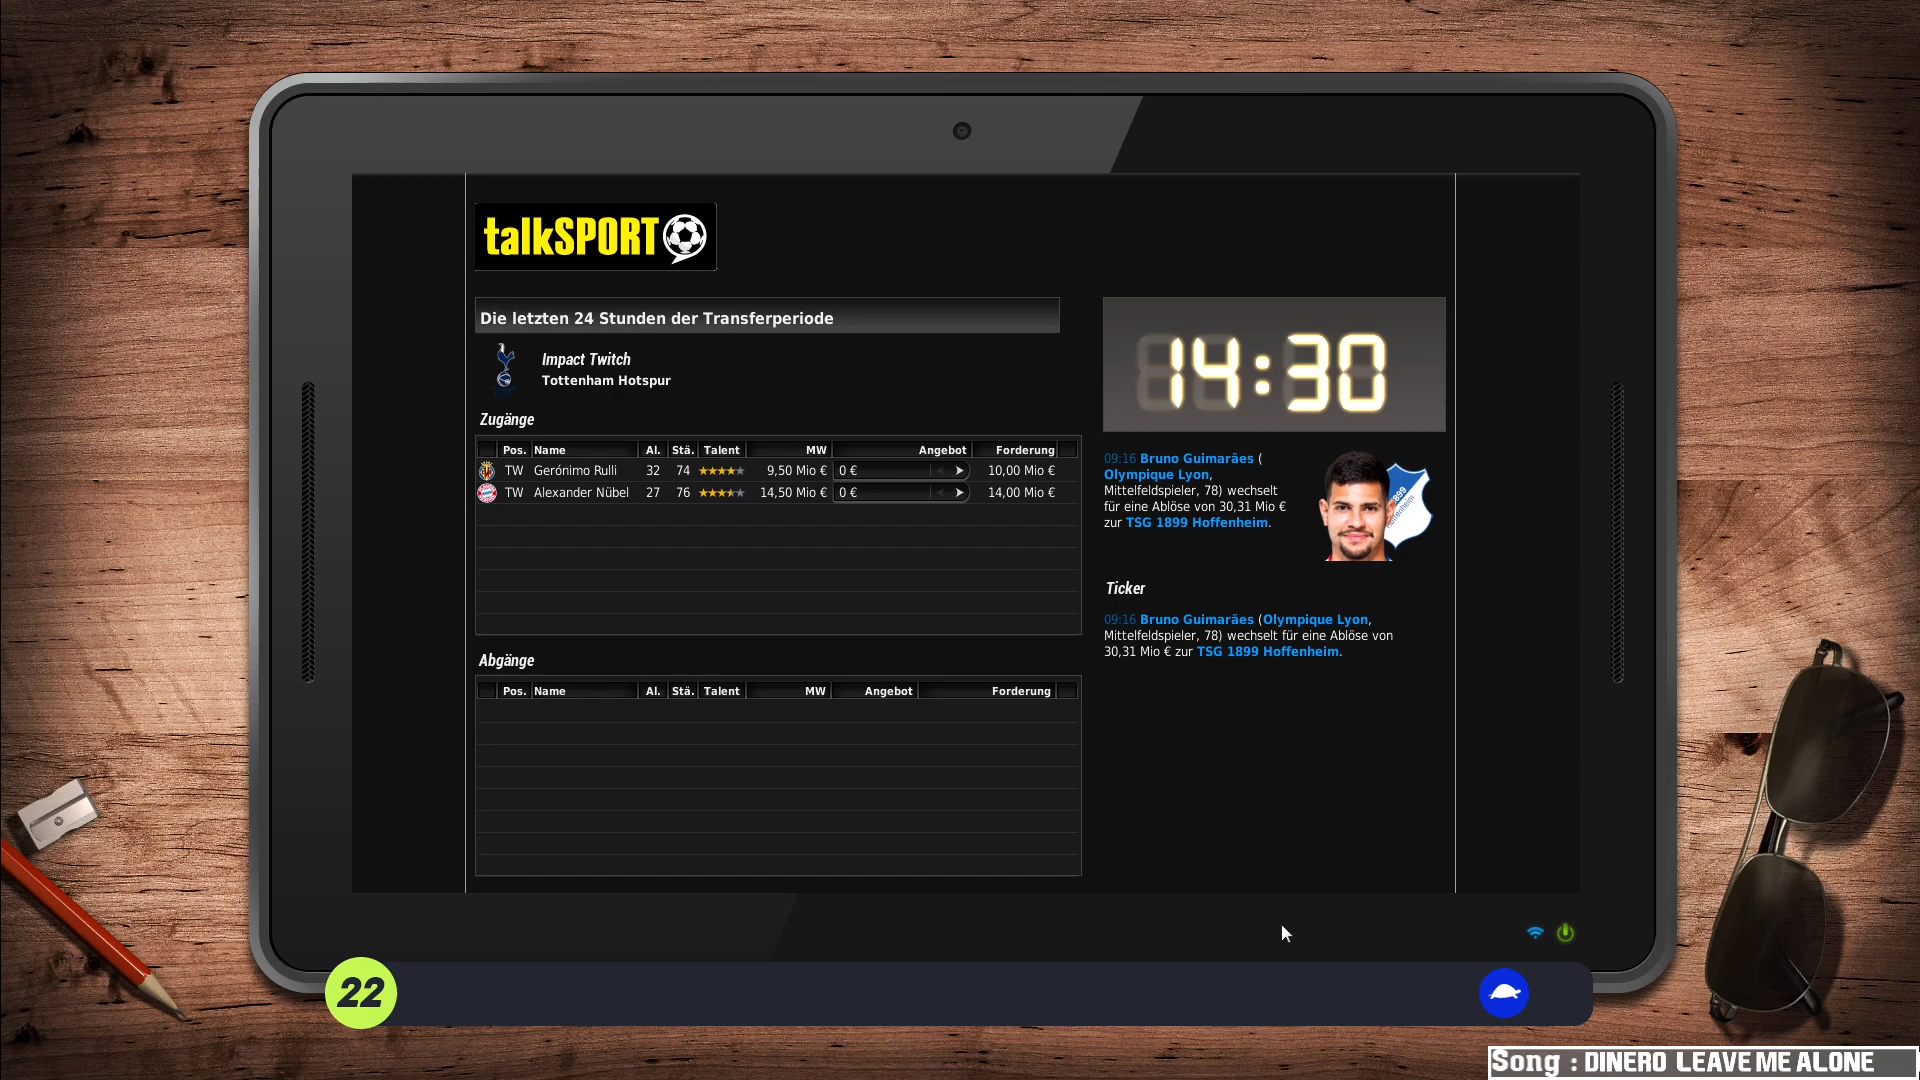 talkSPORT
Die letzten 24 Stunden der Transferperiode
Impact Twitch
Tottenham Hotspur
Zugänge
Pos. Name Al. Stä. Talent MW Angebot Forderung
TW Gerónimo Rulli 32 74 9,50 Mio € 0 € 10,00 Mio €
TW Alexander Nübel 27 76 14,50 Mio € 0 € 14,00 Mio €
Abgänge
Pos. Name Al. Stä. Talent MW Angebot Forderung
14:30
09:16 Bruno Guimarães (
Olympique Lyon,
Mittelfeldspieler, 78) wechselt
für eine Ablöse von 30,31 Mio €
zur TSG 1899 Hoffenheim.
1899
Hoffenheim
Ticker
09:16 Bruno Guimarães (Olympique Lyon,
Mittelfeldspieler, 78) wechselt für eine Ablöse von
30,31 Mio € zur TSG 1899 Hoffenheim.
22
Song : DINERO LEAVE ME ALONE